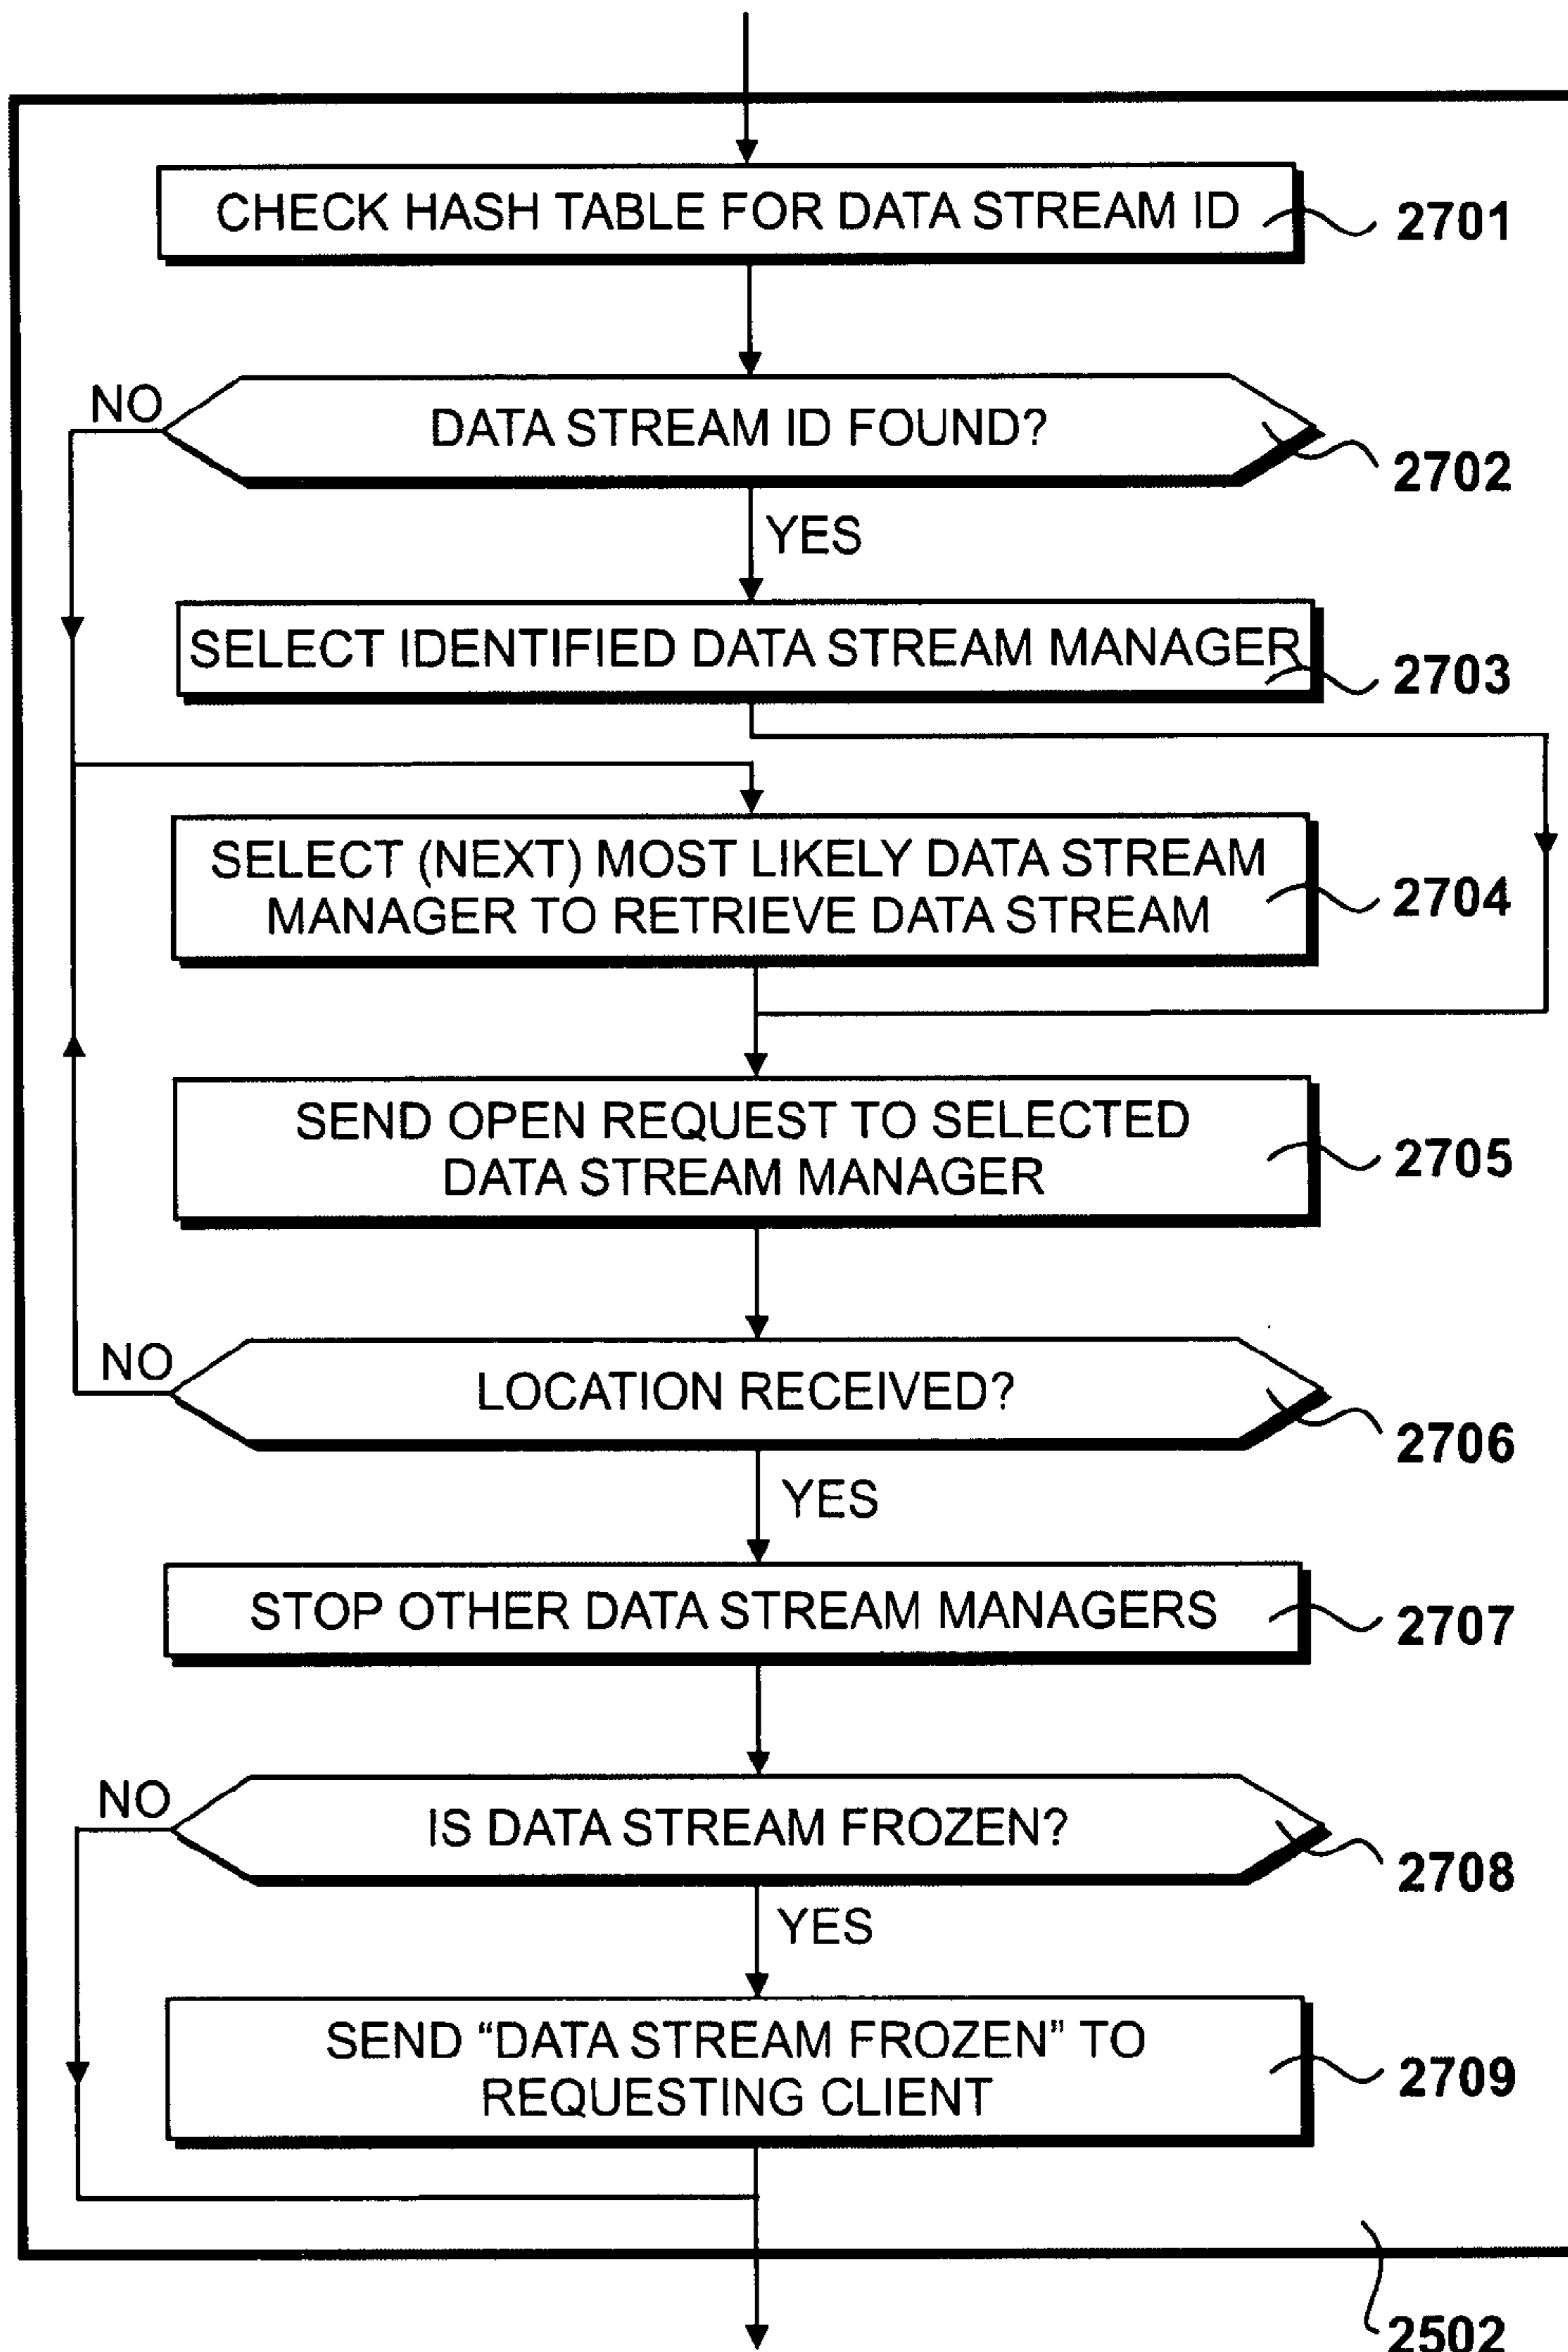 CHECK HASH TABLE FOR DATA STREAM ID
2701
NO
DATA STREAM ID FOUND?
2702
YES
SELECT IDENTIFIED DATA STREAM MANAGER
2703
SELECT (NEXT) MOST LIKELY DATA STREAM
MANAGER TO RETRIEVE DATA STREAM
2704
SEND OPEN REQUEST TO SELECTED
DATA STREAM MANAGER
2705
NO
LOCATION RECEIVED?
2706
YES
STOP OTHER DATA STREAM MANAGERS
2707
NO
IS DATA STREAM FROZEN?
2708
YES
SEND “DATA STREAM FROZEN” TO
REQUESTING CLIENT
2709
2502